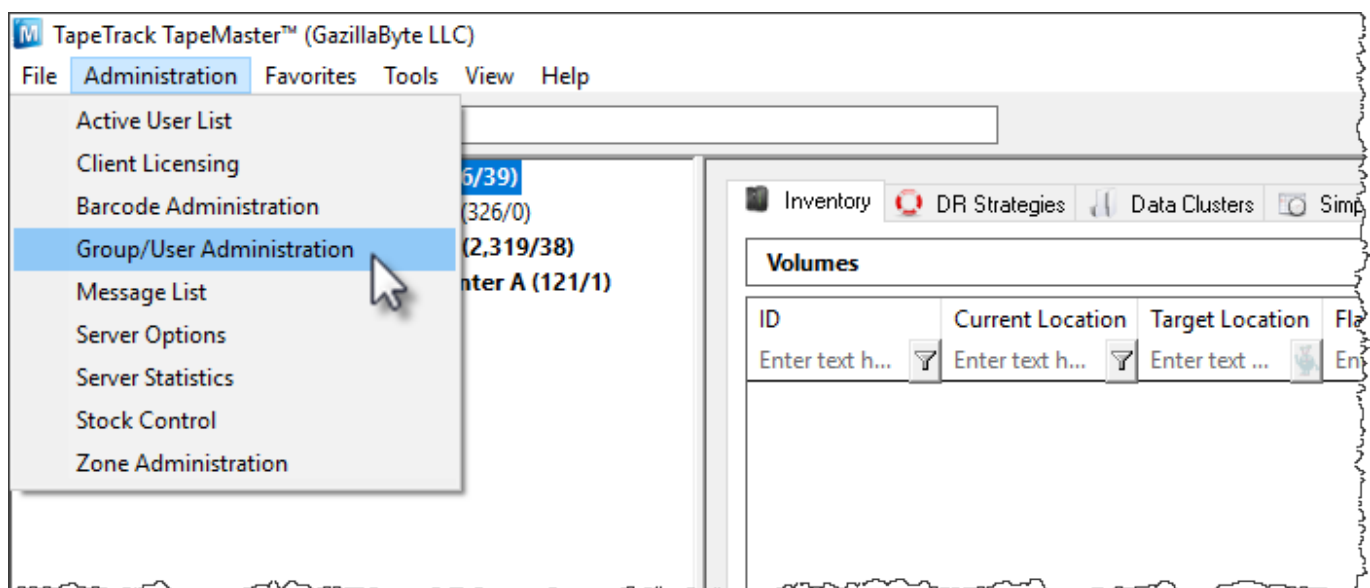 TapeTrack TapeMaster™ (GazillaByte LLC)
File Administration Favorites Tools View Help
Active User List
Client Licensing
Barcode Administration
Group/User Administration
Message List
Server Options
Server Statistics
Stock Control
Zone Administration
6/39)
(326/0)
(2,319/38)
nter A (121/1)
Inventory DR Strategies Data Clusters Simp
Volumes
ID Current Location Target Location Fla
Enter text h... Enter text h... Enter text ... En